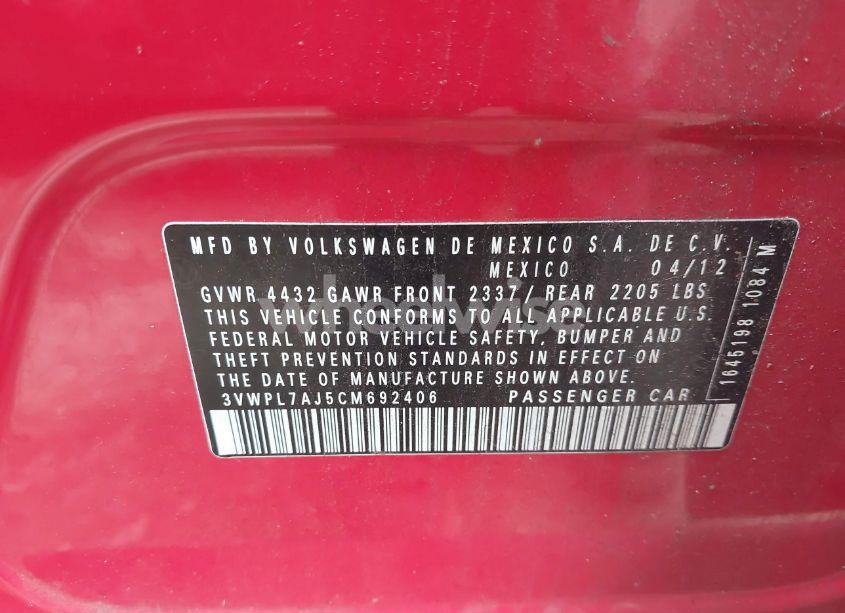 MFD BY VOLKSWAGEN DE MEXICO S.A. DE C.V.
MEXICO 04/12
GVWR 4432 GAWR FRONT 2337/ REAR 2205 LBS
THIS VEHICLE CONFORMS TO ALL APPLICABLE U.S.
FEDERAL MOTOR VEHICLE SAFETY, BUMPER AND
THEFT PREVENTION STANDARDS IN EFFECT ON
THE DATE OF MANUFACTURE SHOWN ABOVE.
3VWPL7AJ5CM692406 PASSENGER CAR
1645198 1084 M
wheelwise